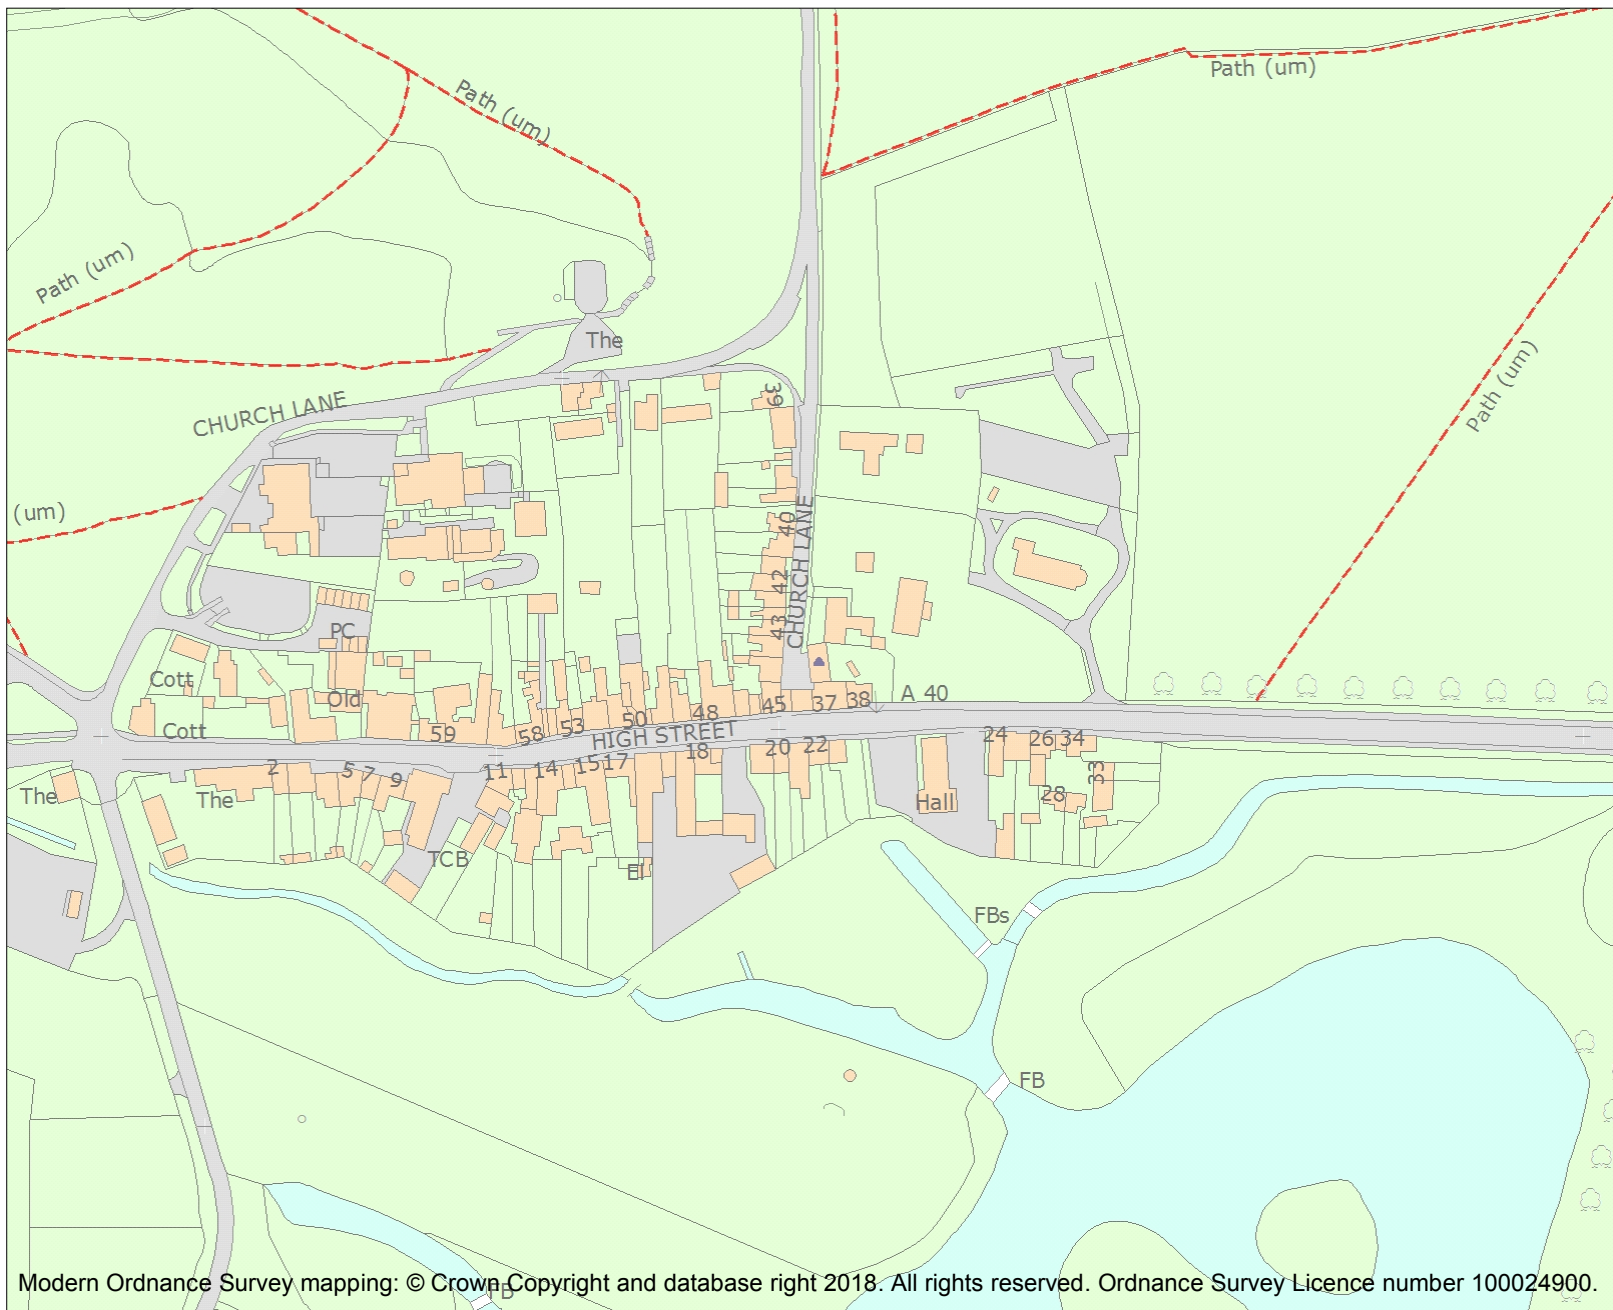 Path (um)
Path (um)
Path (um)
The
39
CHURCH LANE
Path (um)
(um)
40
CHURCH LANE
42
43
PC
Cott
Old
Cott
A 40
38
37
45
48
50
53
58
59
HIGH STREET
24
26
34
22
20
18
17
15
14
11
9
7
5
2
33
28
The
The
Hall
TCB
El
FBs
FB
FB
Modern Ordnance Survey mapping: © Crown Copyright and database right 2018. All rights reserved. Ordnance Survey Licence number 100024900.